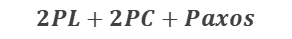 2PL + 2PC + Paxos